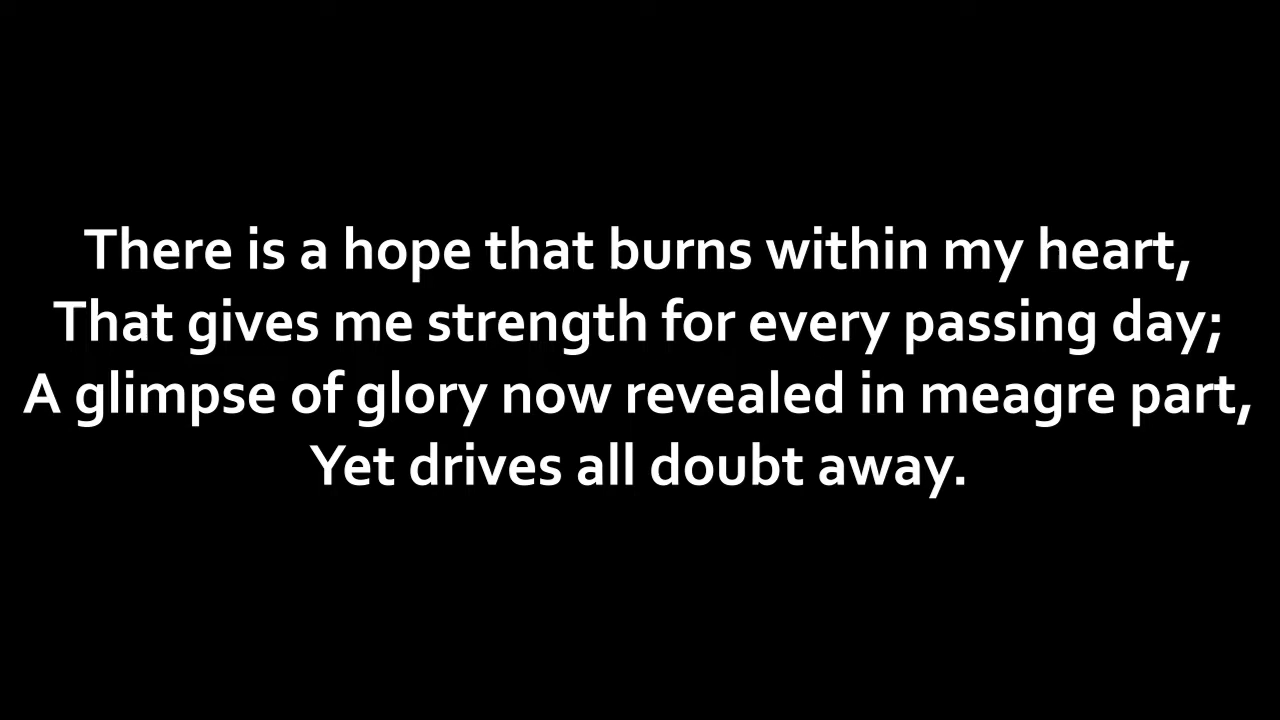 There is a hope that burns within my heart,
That gives me strength for every passing day;
A glimpse of glory now revealed in meagre part,
Yet drives all doubt away.